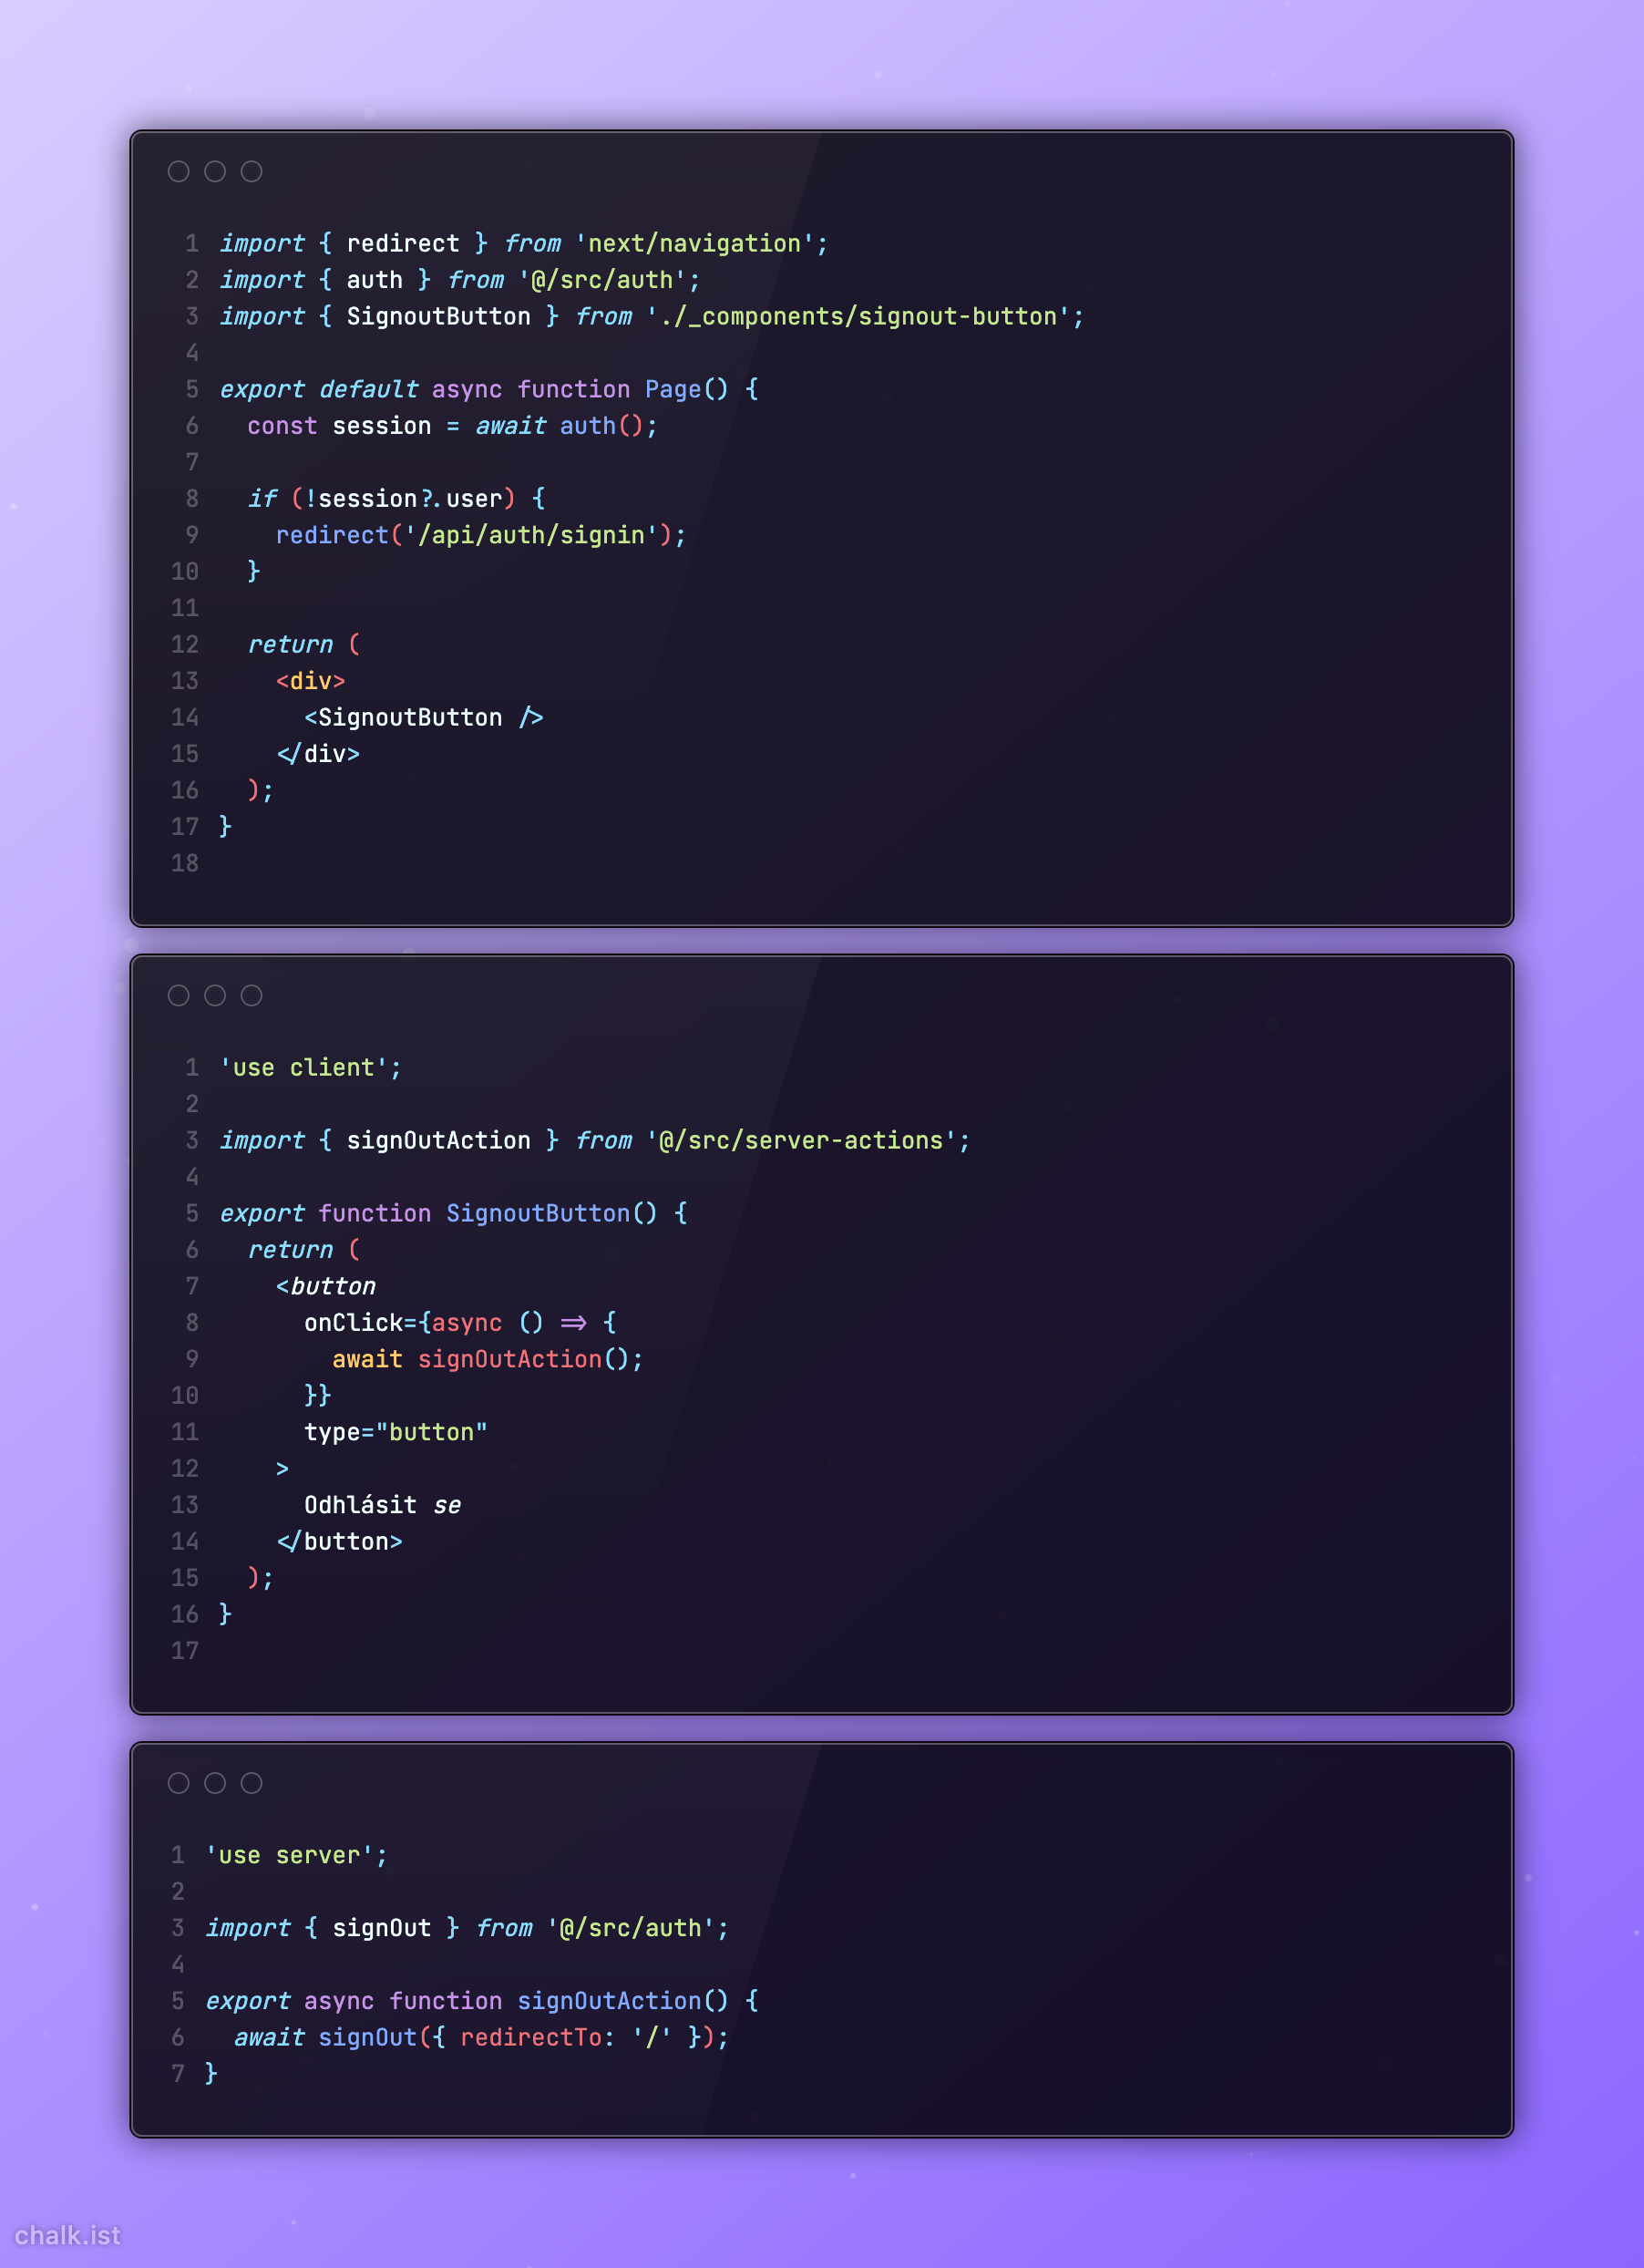 1 import { redirect } from 'next/navigation';
2 import { auth } from '@/src/auth';
3 import { SignoutButton } from './_components/signout-button';
4
5 export default async function Page() {
6   const session = await auth();
7
8   if (!session?.user) {
9     redirect('/api/auth/signin');
10   }
11
12   return (
13     <div>
14       <SignoutButton />
15     </div>
16   );
17 }
18
1 'use client';
2
3 import { signOutAction } from '@/src/server-actions';
4
5 export function SignoutButton() {
6   return (
7     <button
8       onClick={async () => {
9         await signOutAction();
10       }}
11       type="button"
12     >
13       Odhlásit se
14     </button>
15   );
16 }
17
1 'use server';
2
3 import { signOut } from '@/src/auth';
4
5 export async function signOutAction() {
6   await signOut({ redirectTo: '/' });
7 }
chalk.ist